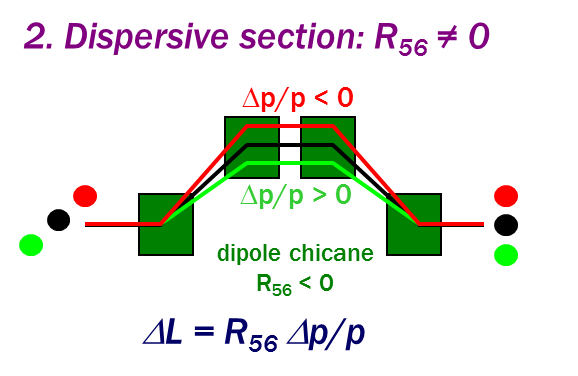 2. Dispersive section: R56 ≠ 0
Δp/p < 0
Δp/p > 0
dipole chicane
R56 < 0
ΔL = R56 Δp/p